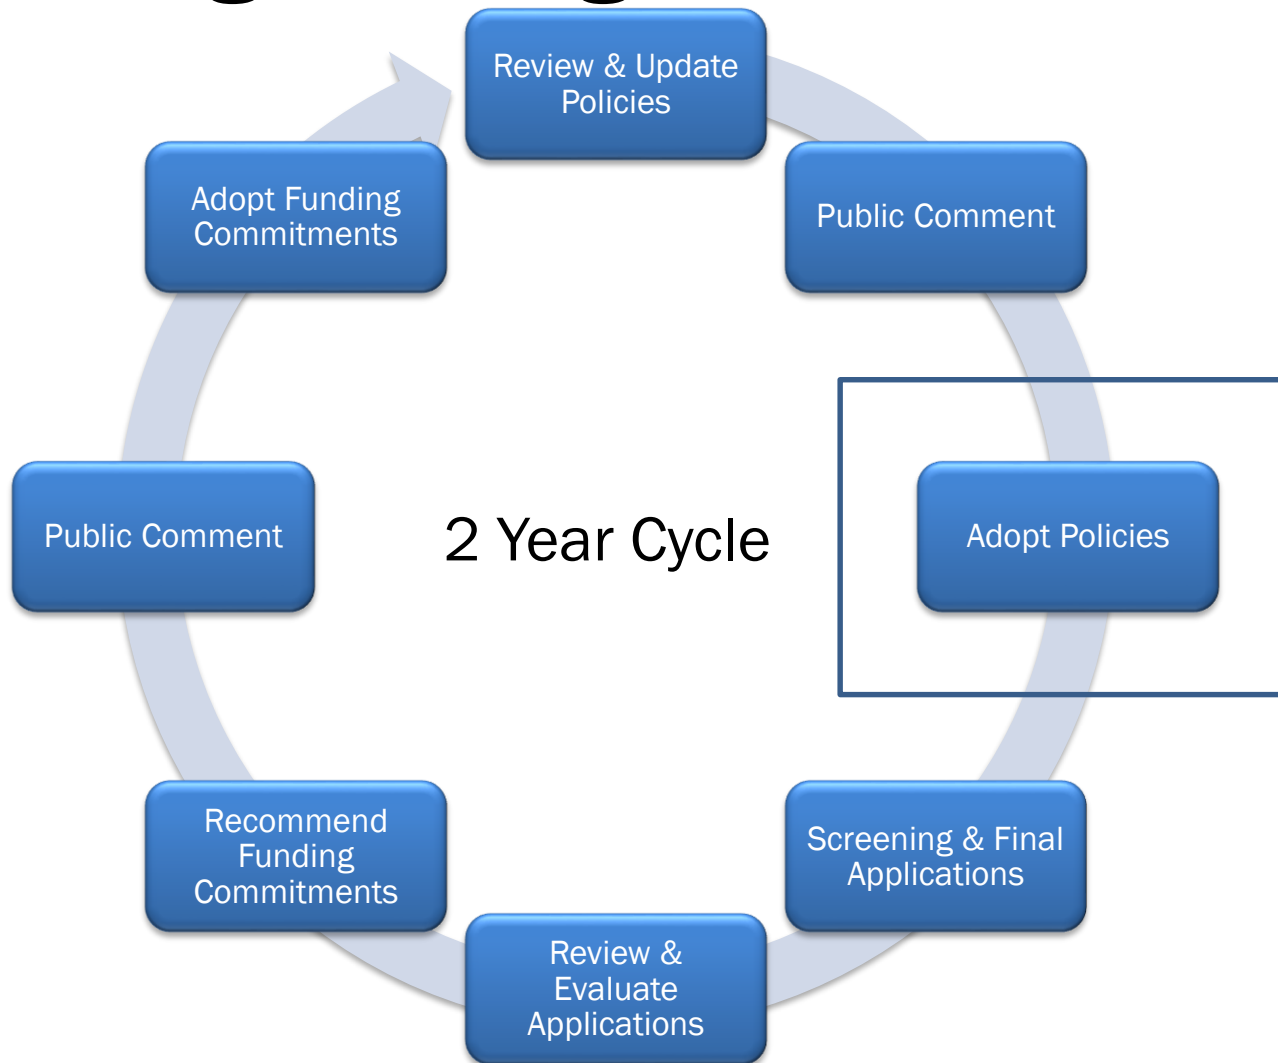 Review & Update
Policies
Public Comment
Adopt Policies
Screening & Final
Applications
Review &
Evaluate
Applications
Recommend
Funding
Commitments
Public Comment
Adopt Funding
Commitments
2 Year Cycle